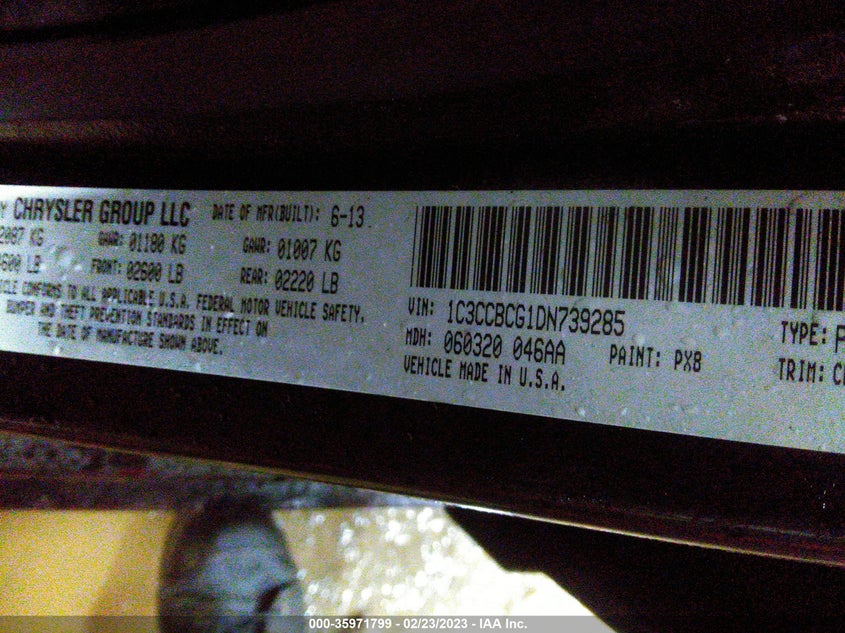 CHRYSLER GROUP LLC DATE OF MFR(BUILT): 6-13
KG GAWR: 01180 KG GAWR: 01007 KG
LB FRONT: 02600 LB REAR: 02220 LB
CONFORMS TO ALL APPLICABLE U.S.A. FEDERAL MOTOR VEHICLE SAFETY,
BUMPER AND THEFT PREVENTION STANDARDS IN EFFECT ON
THE DATE OF MANUFACTURE SHOWN ABOVE.
VIN: 1C3CCBCG1DN739285 TYPE:
MDH: 060320 046AA PAINT: PX8 TRIM:
VEHICLE MADE IN U.S.A.
000-35971799 - 02/23/2023 - IAA Inc.